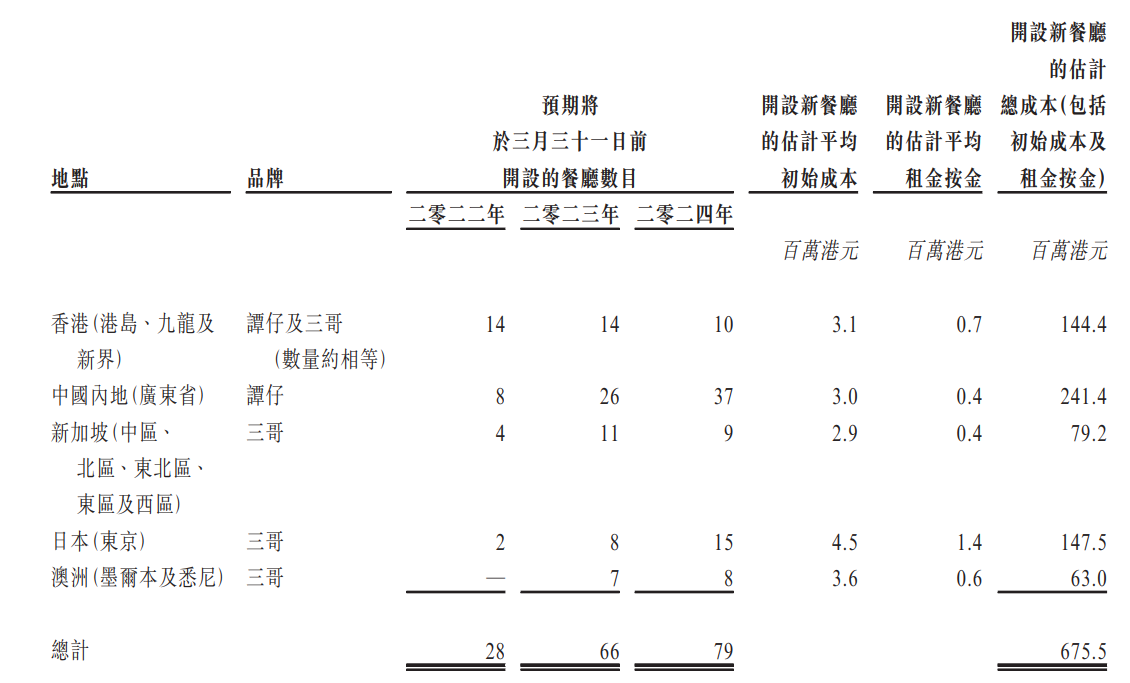 開設新餐廳
的估計
預期將 開設新餐廳 開設新餐廳 總成本(包括
於三月三十一日前 的估計平均 的估計平均 初始成本及
地點 品牌 開設的餐廳數目 初始成本 租金按金 租金按金)
二零二二年 二零二三年 二零二四年
百萬港元 百萬港元 百萬港元
香港(港島、九龍及 譚仔及三哥 14 14 10 3.1 0.7 144.4
新界) (數量約相等)
中國內地(廣東省) 譚仔 8 26 37 3.0 0.4 241.4
新加坡(中區、 三哥 4 11 9 2.9 0.4 79.2
北區、東北區、
東區及西區)
日本(東京) 三哥 2 8 15 4.5 1.4 147.5
澳洲(墨爾本及悉尼) 三哥 — 7 8 3.6 0.6 63.0
總計 28 66 79 675.5